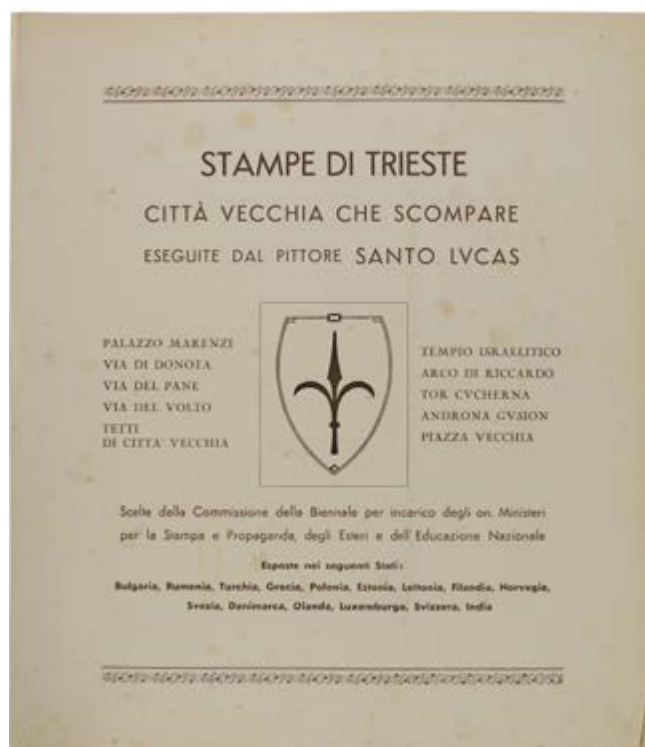 STAMPE DI TRIESTE
CITTÀ VECCHIA CHE SCOMPARE
ESEGUITE DAL PITTORE SANTO LVCAS
PALAZZO MARENZI
VIA DI DONOTA
VIA DEL PANE
VIA DEL VOLTO
TETTI
DI CITTA' VECCHIA
TEMPIO ISRAELITICO
ARCO DI RICCARDO
TOR CVCHERNA
ANDRONA GVSION
PIAZZA VECCHIA
Scelte della Commissione della Biennale per incarico degli on. Ministeri
per la Stampa e Propaganda, degli Esteri e dell'Educazione Nazionale
Esposte nei seguenti Stati:
Bulgaria, Rumenia, Turchia, Grecia, Polonia, Estonia, Lettonia, Filandia, Norvegia,
Svezia, Danimarca, Olanda, Luxemburgo, Svizzera, India